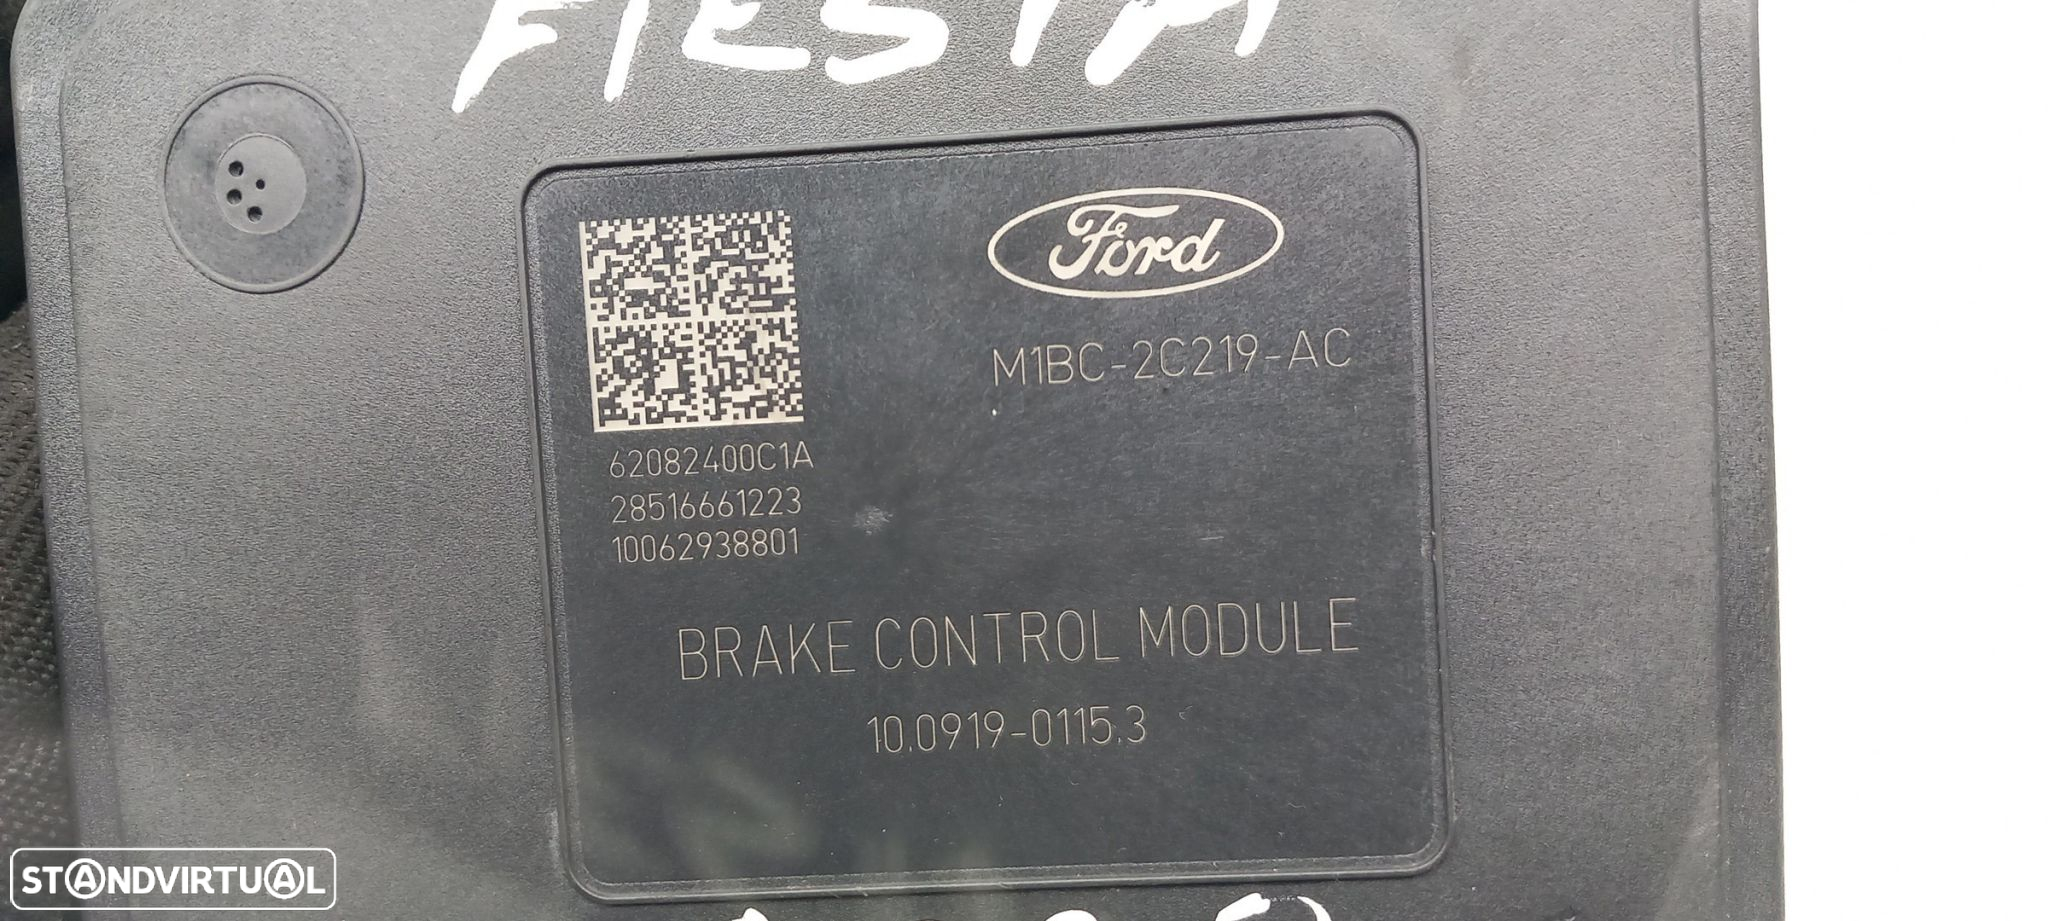 FIESTA
Ford
M1BC-2C219-AC
62082400C1A
28516661223
10062938801
BRAKE CONTROL MODULE
10.0919-0115.3
STANDVIRTUAL